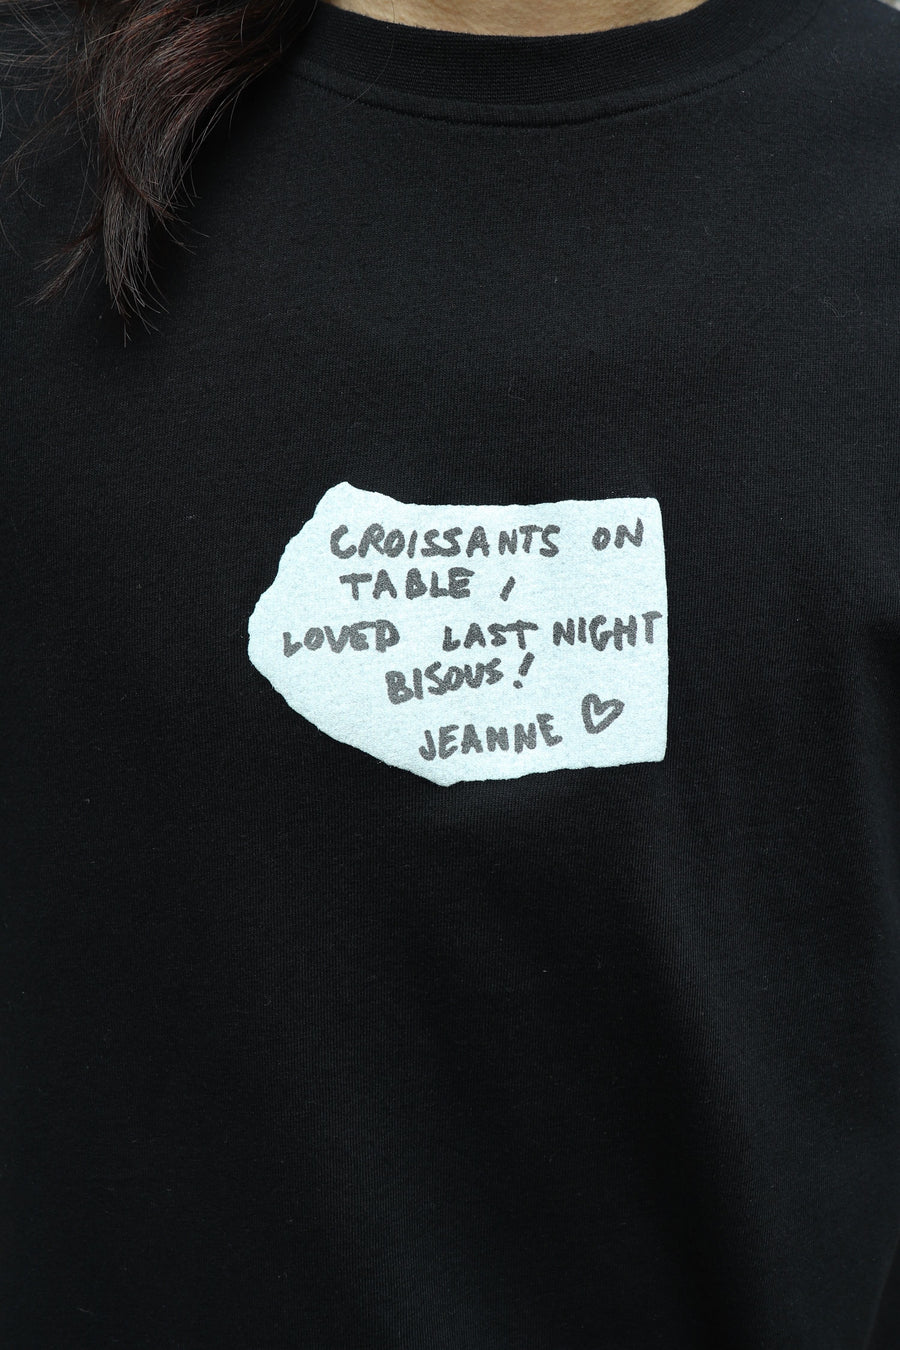 CROISSANTS ON
TABLE,
LOVED LAST NIGHT
BISOUS!
JEANNE ♡